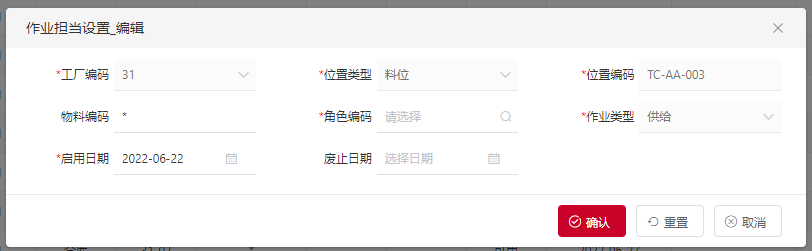 作业担当设置_编辑
*工厂编码 31 *位置类型 料位 *位置编码 TC-AA-003
物料编码 * *角色编码 请选择 *作业类型 供给
*启用日期 2022-06-22 废止日期 选择日期
确认 重置 取消